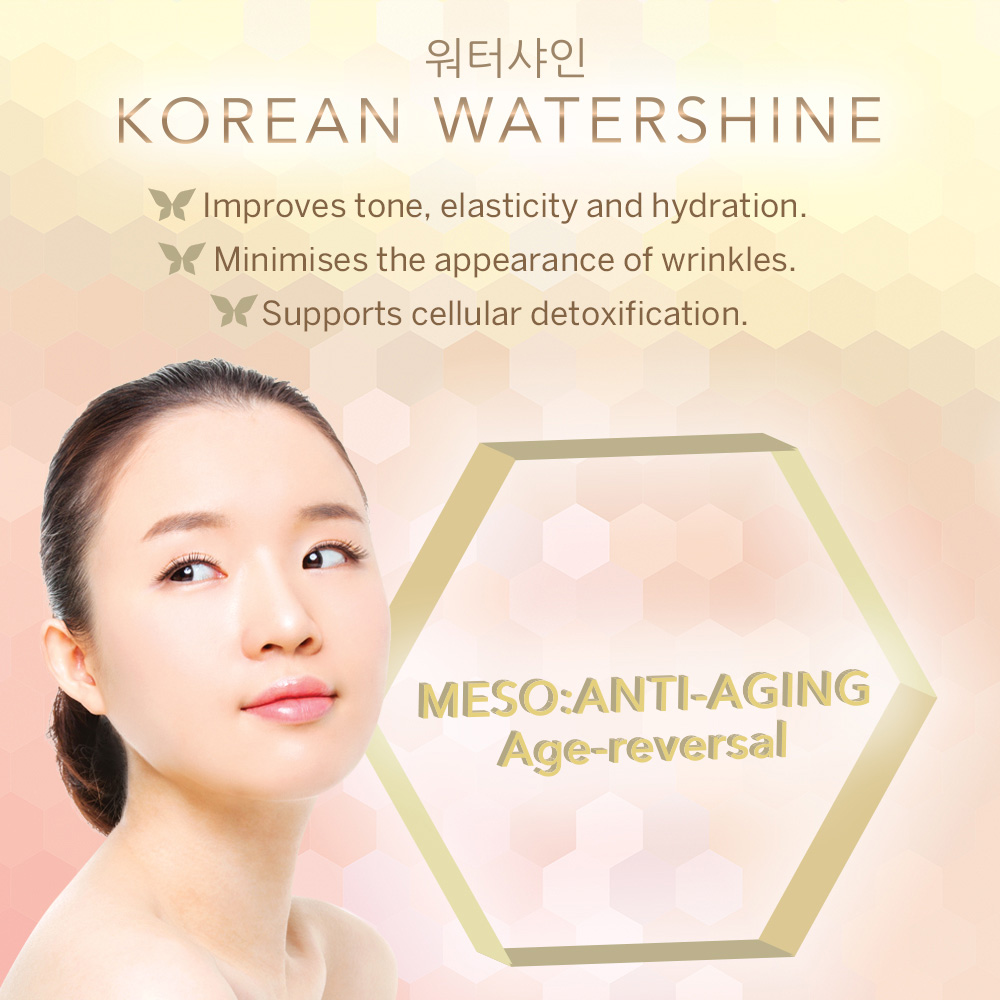 워터샤인
KOREAN WATERSHINE
Improves tone, elasticity and hydration.
Minimises the appearance of wrinkles.
Supports cellular detoxification.
MESO:ANTI-AGING
Age-reversal